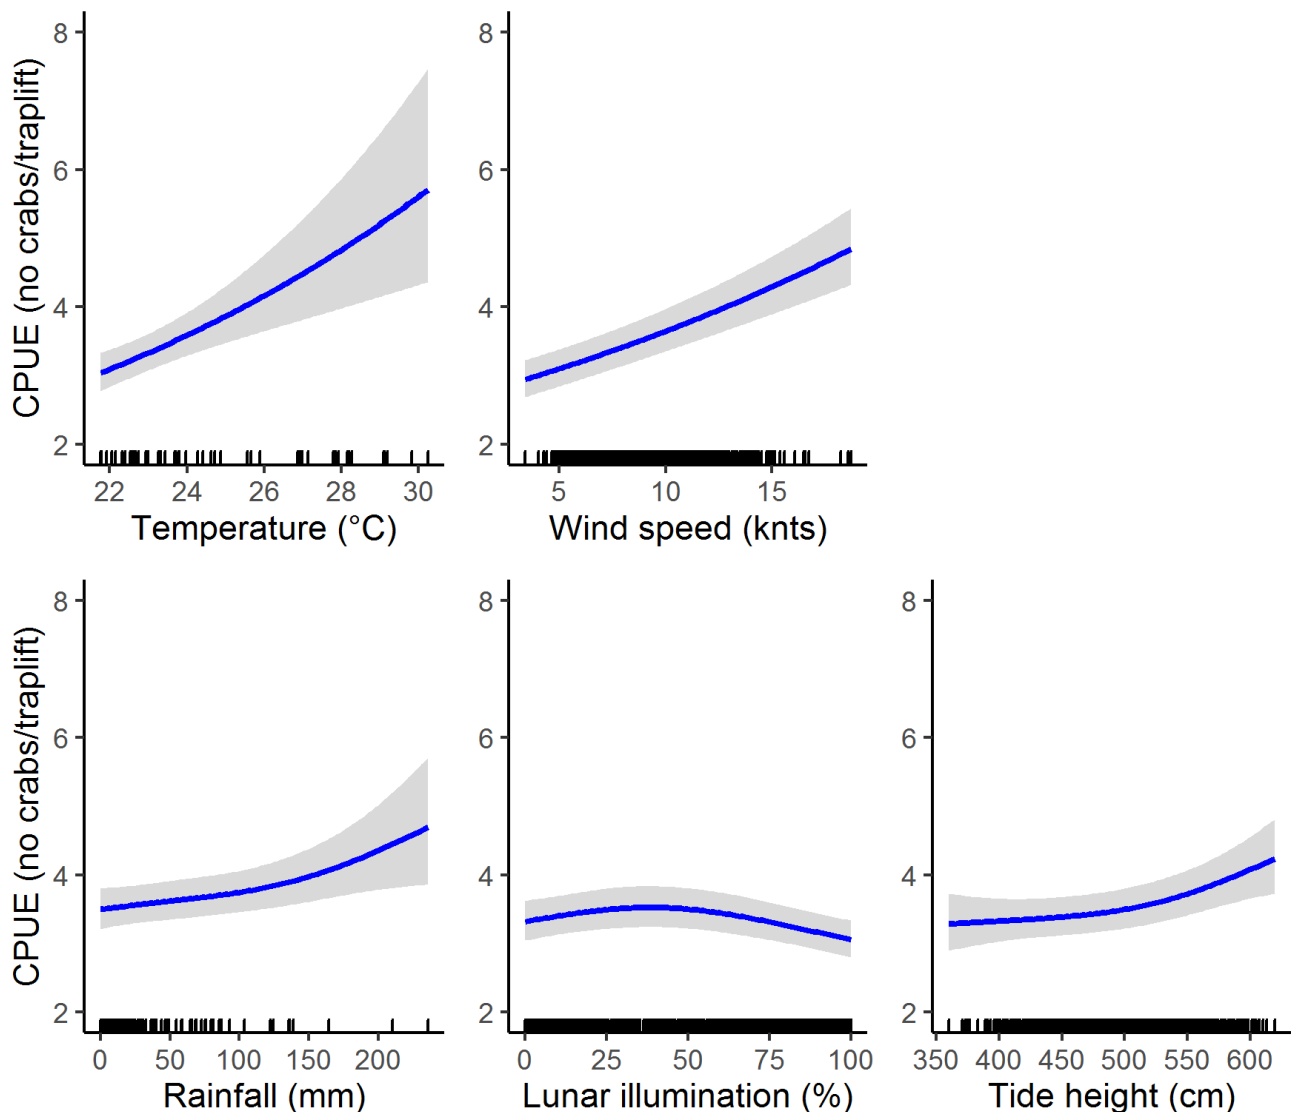 CPUE (no crabs/traplift)
8
6
4
2
22 24 26 28 30
Temperature (°C)
8
6
4
2
5 10 15
Wind speed (knts)
CPUE (no crabs/traplift)
8
6
4
2
0 50 100 150 200
Rainfall (mm)
8
6
4
2
0 25 50 75 100
Lunar illumination (%)
8
6
4
2
350 400 450 500 550 600
Tide height (cm)